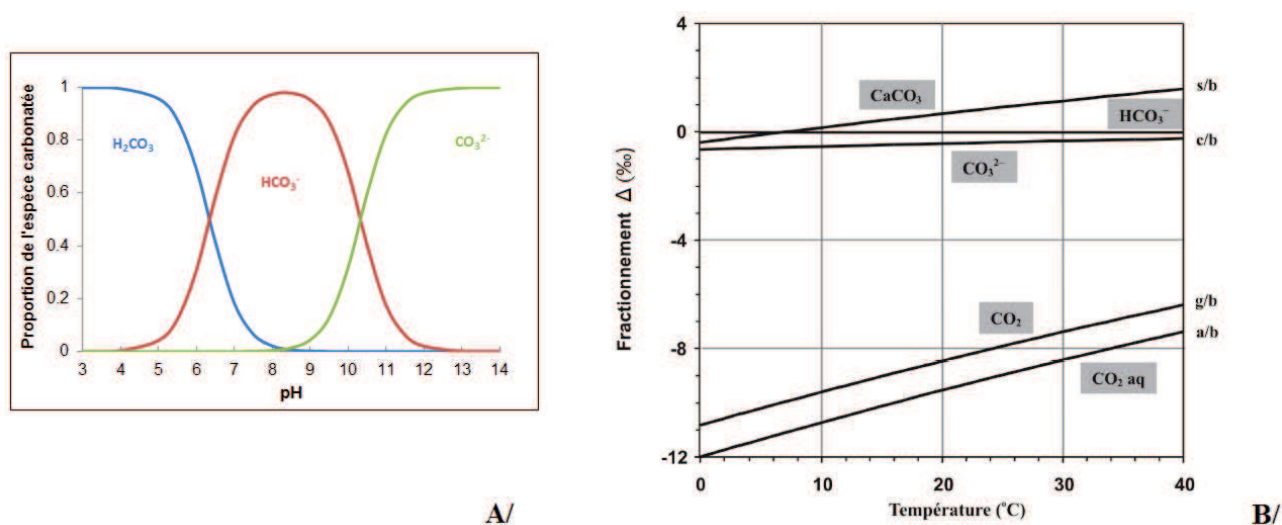 Proportion de l'espèce carbonatée
1
0.8
0.6
0.4
0.2
0
H₂CO₃
HCO₃⁻
CO₃²⁻
3 4 5 6 7 8 9 10 11 12 13 14
pH
A/
Fractionnement Δ (‰)
4
0
-4
-8
-12
CaCO₃
s/b
HCO₃⁻
c/b
CO₃²⁻
CO₂
g/b
a/b
CO₂ aq
0 10 20 30 40
Température (°C)
B/